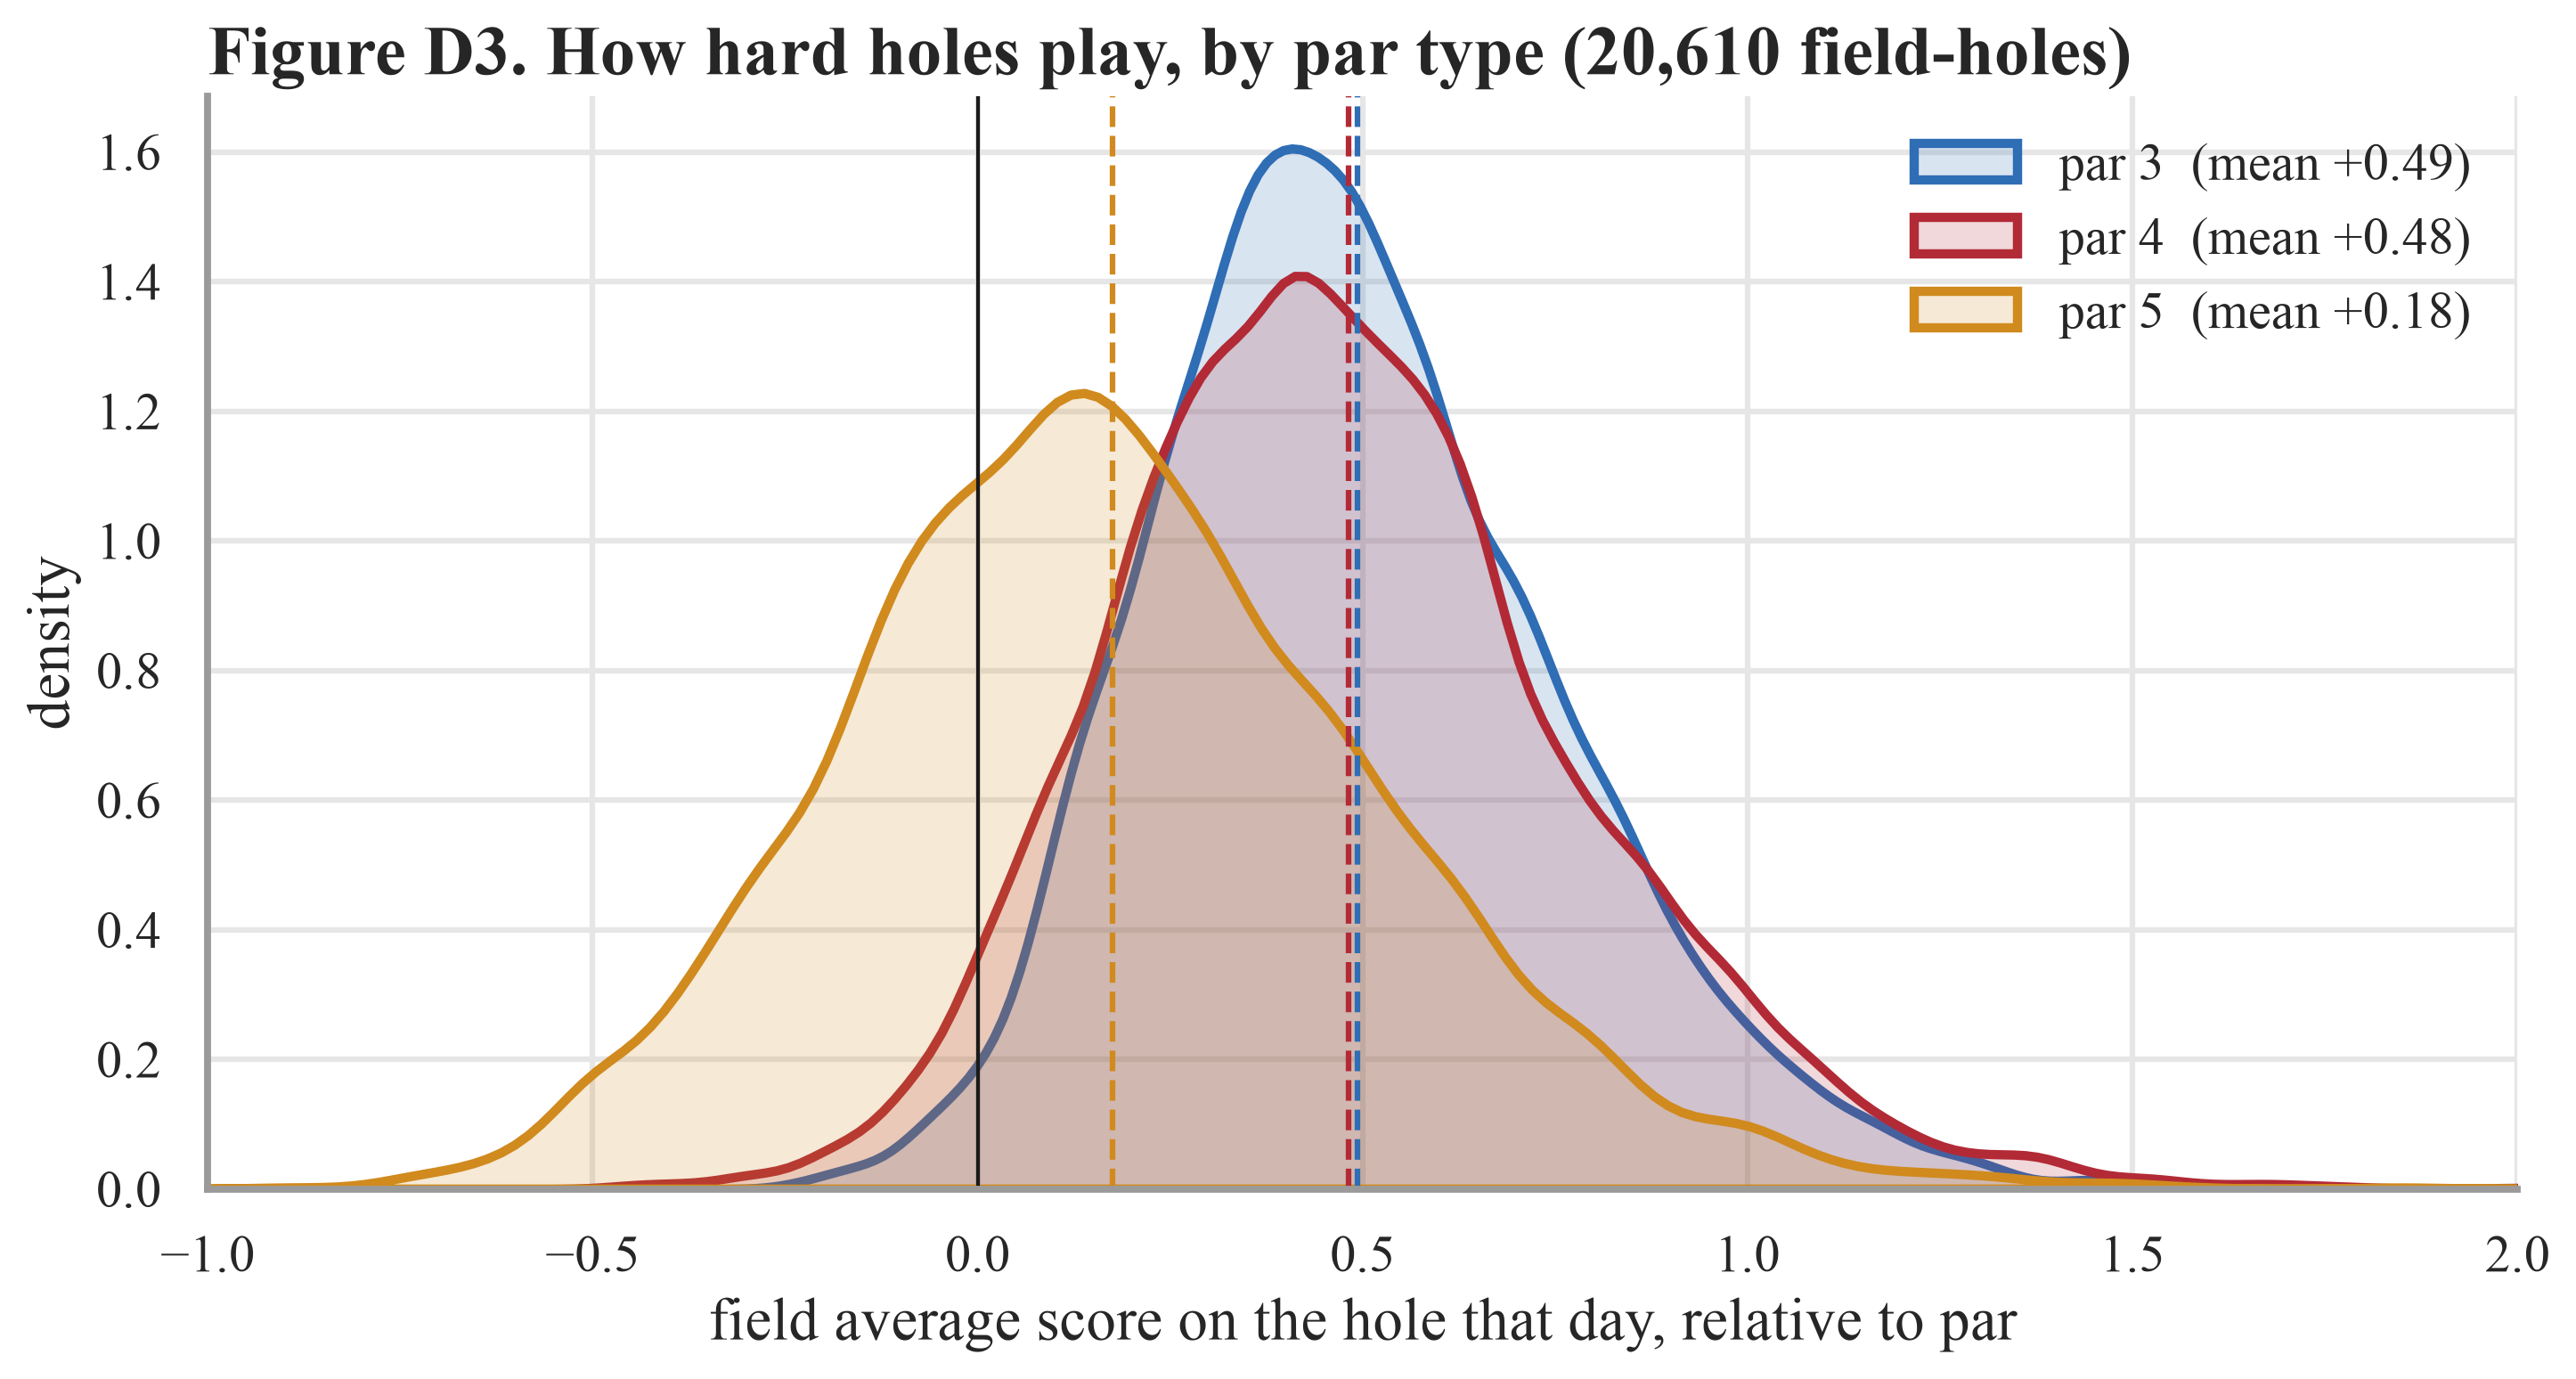 Figure D3. How hard holes play, by par type (20,610 field-holes)
par 3 (mean +0.49)
par 4 (mean +0.48)
par 5 (mean +0.18)
density
1.6
1.4
1.2
1.0
0.8
0.6
0.4
0.2
0.0
−1.0 −0.5 0.0 0.5 1.0 1.5 2.0
field average score on the hole that day, relative to par